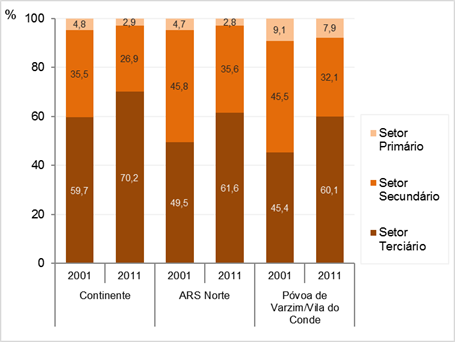 %
100
80
60
40
20
0
4,8 2,9 4,7 2,8 9,1 7,9
35,5 26,9 45,8 35,6 45,5 32,1
59,7 70,2 49,5 61,6 45,4 60,1
2001 2011 2001 2011 2001 2011
Continente ARS Norte Póvoa de
Varzim/Vila do
Conde
Setor
Primário
Setor
Secundário
Setor
Terciário